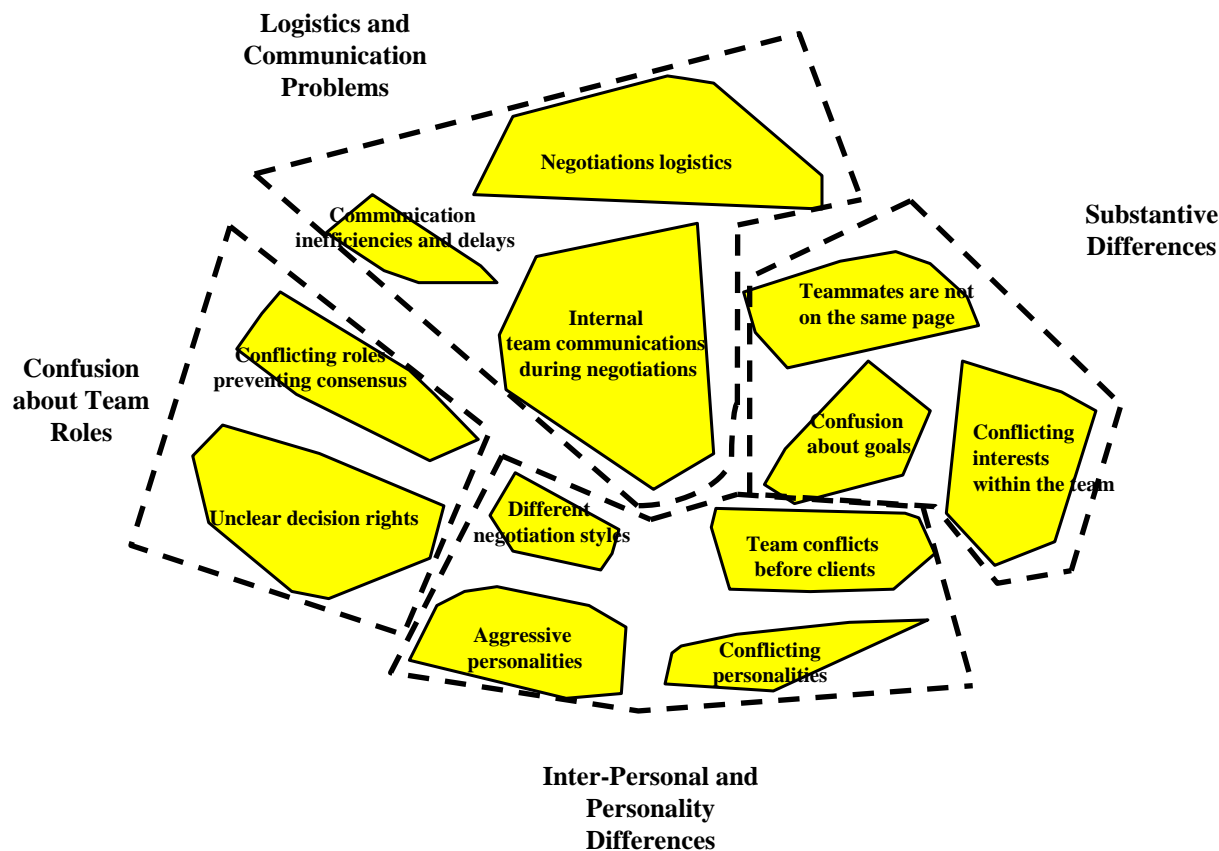 Logistics and
Communication
Problems
Negotiations logistics
Communication
inefficiencies and delays
Substantive
Differences
Teammates are not
on the same page
Internal
team communications
during negotiations
Conflicting roles
preventing consensus
Confusion
about Team
Roles
Confusion
about goals
Conflicting
interests
within the team
Unclear decision rights
Different
negotiation styles
Team conflicts
before clients
Aggressive
personalities
Conflicting
personalities
Inter-Personal and
Personality
Differences